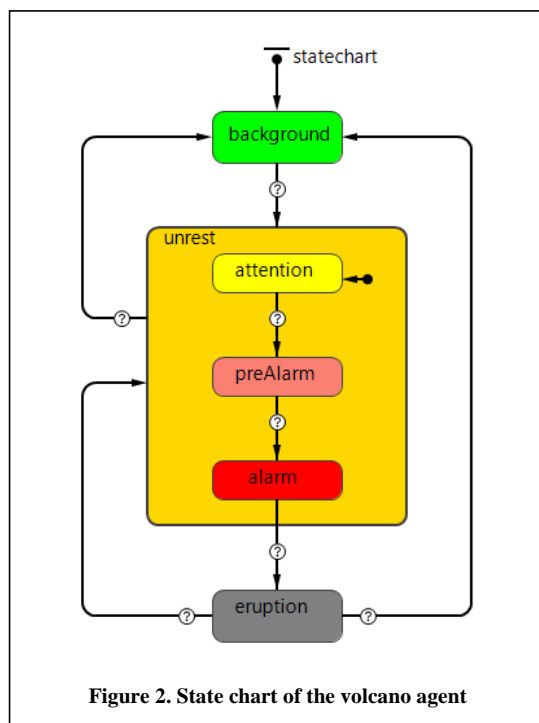 statechart
background
?
unrest
attention
?
?
preAlarm
?
alarm
?
eruption
?
?
Figure 2. State chart of the volcano agent